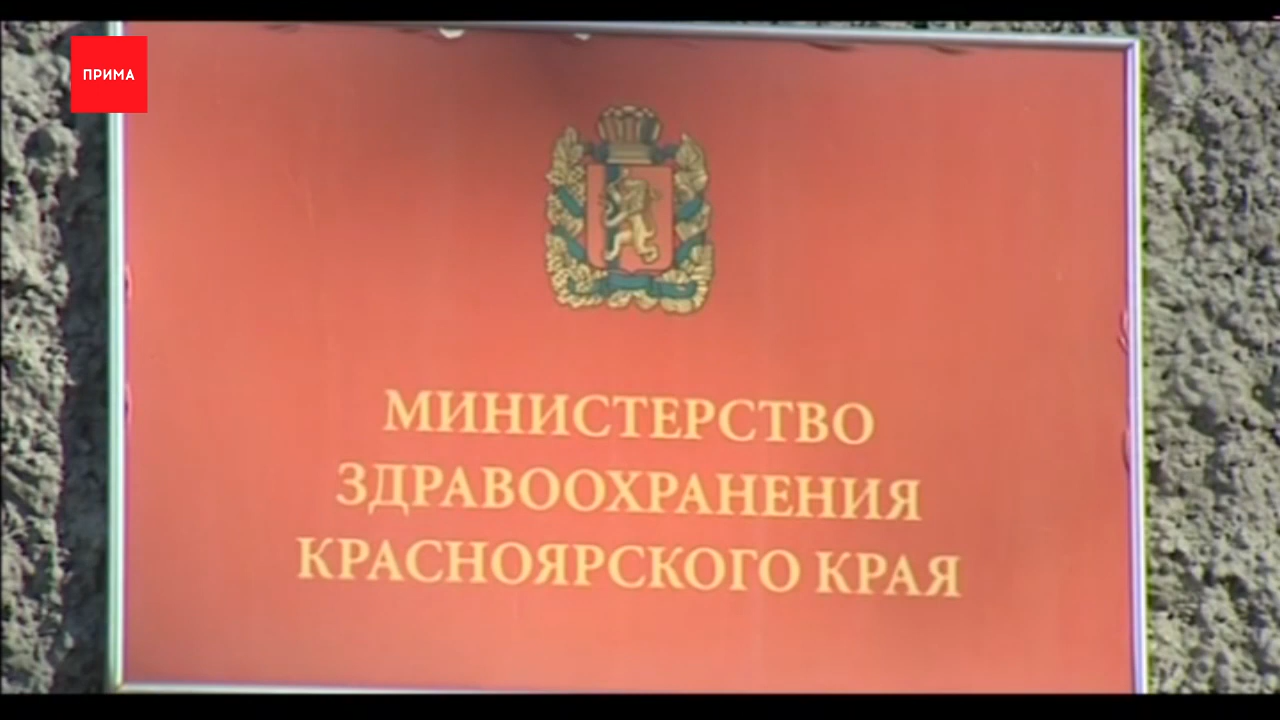 ПРИМА
МИНИСТЕРСТВО
ЗДРАВООХРАНЕНИЯ
КРАСНОЯРСКОГО КРАЯ